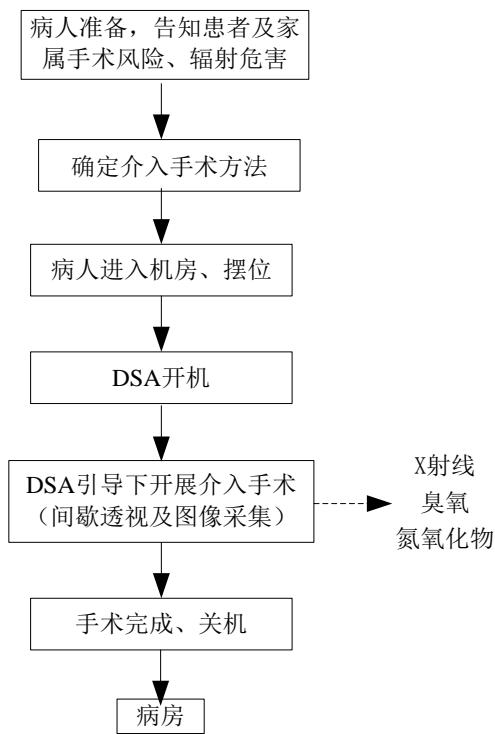 病人准备，告知患者及家
属手术风险、辐射危害
确定介入手术方法
病人进入机房、摆位
DSA开机
DSA引导下开展介入手术
（间歇透视及图像采集）
X射线
臭氧
氮氧化物
手术完成、关机
病房